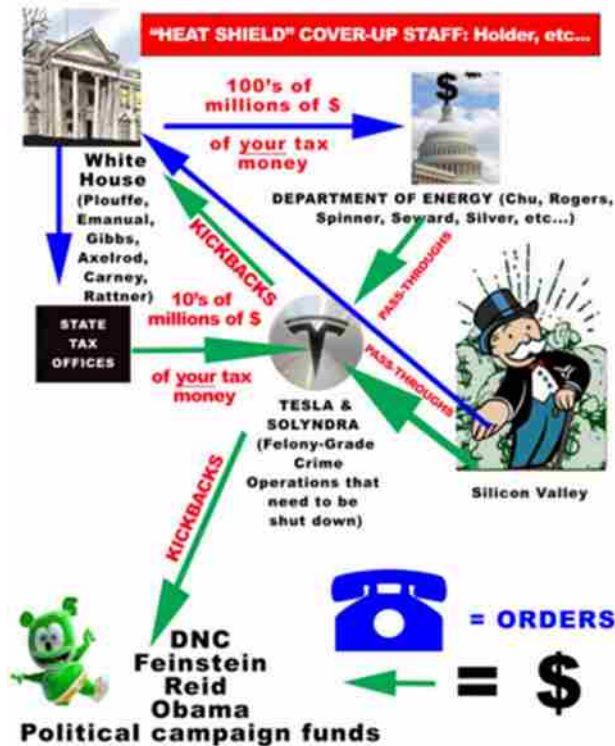 "HEAT SHIELD" COVER-UP STAFF: Holder, etc...
100's of
millions of $
of your tax
money
$
White
House
(Plouffe,
Emanual,
Gibbs,
Axelrod,
Carney,
Rattner)
DEPARTMENT OF ENERGY (Chu, Rogers,
Spinner, Seward, Silver, etc...)
KICKBACKS
PASS-THROUGHS
STATE
TAX
OFFICES
10's of
millions of $
of your tax
money
PASS-THROUGHS
TESLA &
SOLYNDRA
(Felony-Grade
Crime
Operations that
need to be
shut down)
Silicon Valley
KICKBACKS
DNC
Feinstein
Reid
Obama
Political campaign funds
= ORDERS
= $